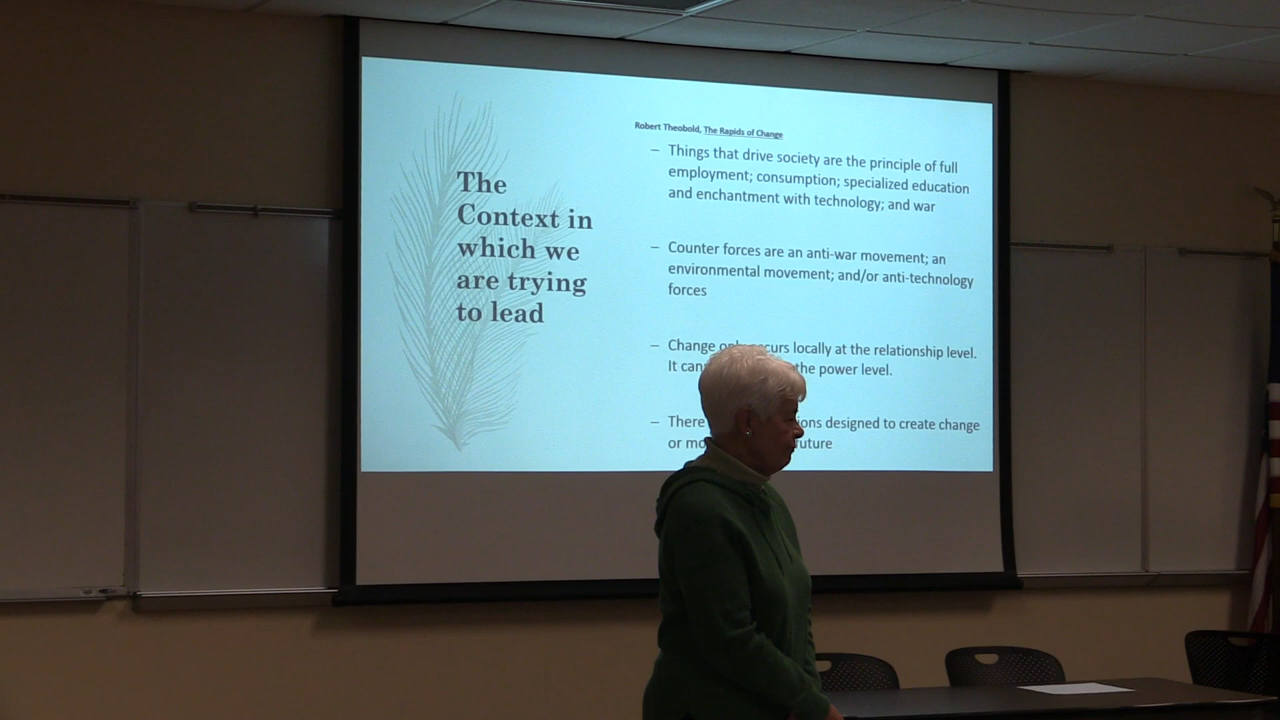 The
Context in
which we
are trying
to lead
Robert Theobold, The Rapids of Change
– Things that drive society are the principle of full
employment; consumption; specialized education
and enchantment with technology; and war
– Counter forces are an anti-war movement; an
environmental movement; and/or anti-technology
forces
– Change occurs locally at the relationship level.
It the power level.
– There designed to create change
or future